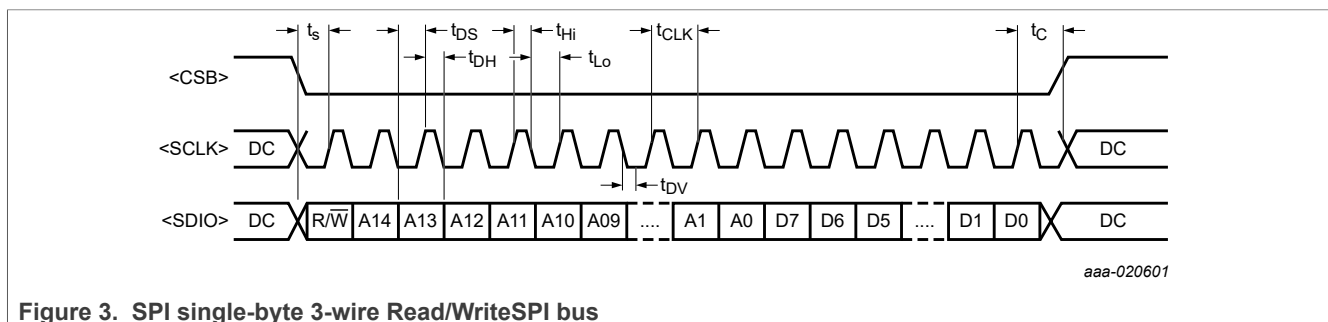 ts tDS tHi tCLK tC
tDH tLo
<CSB>
<SCLK> DC DC
tDV
<SDIO> DC R/W A14 A13 A12 A11 A10 A09 .... A1 A0 D7 D6 D5 .... D1 D0 DC
aaa-020601
Figure 3. SPI single-byte 3-wire Read/WriteSPI bus